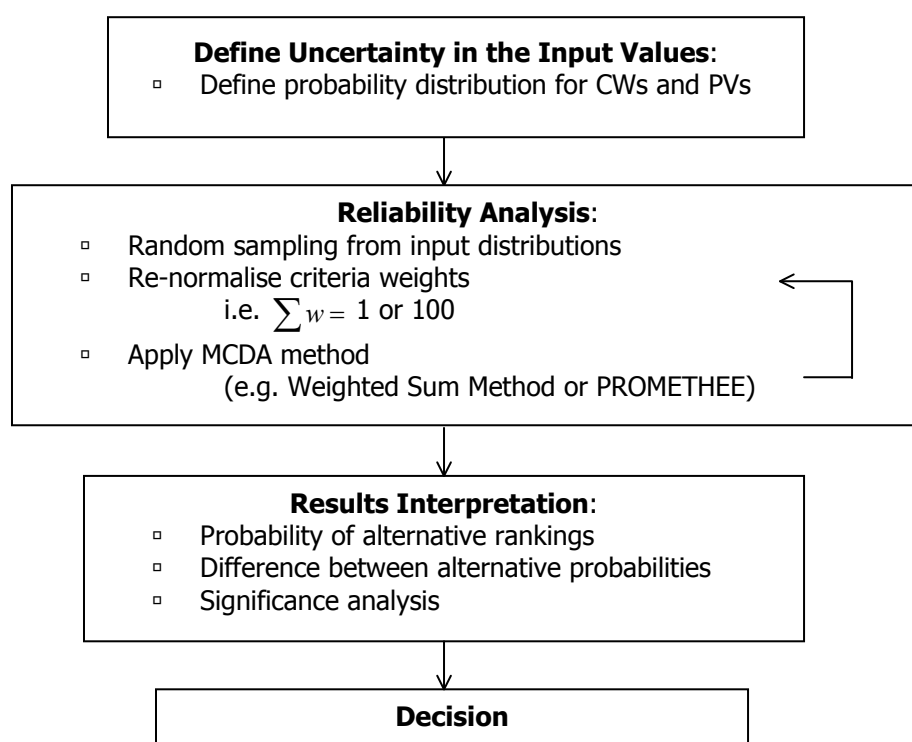 Define Uncertainty in the Input Values:
▫ Define probability distribution for CWs and PVs
Reliability Analysis:
▫ Random sampling from input distributions
▫ Re-normalise criteria weights
i.e. ∑ w = 1 or 100
▫ Apply MCDA method
(e.g. Weighted Sum Method or PROMETHEE)
Results Interpretation:
▫ Probability of alternative rankings
▫ Difference between alternative probabilities
▫ Significance analysis
Decision